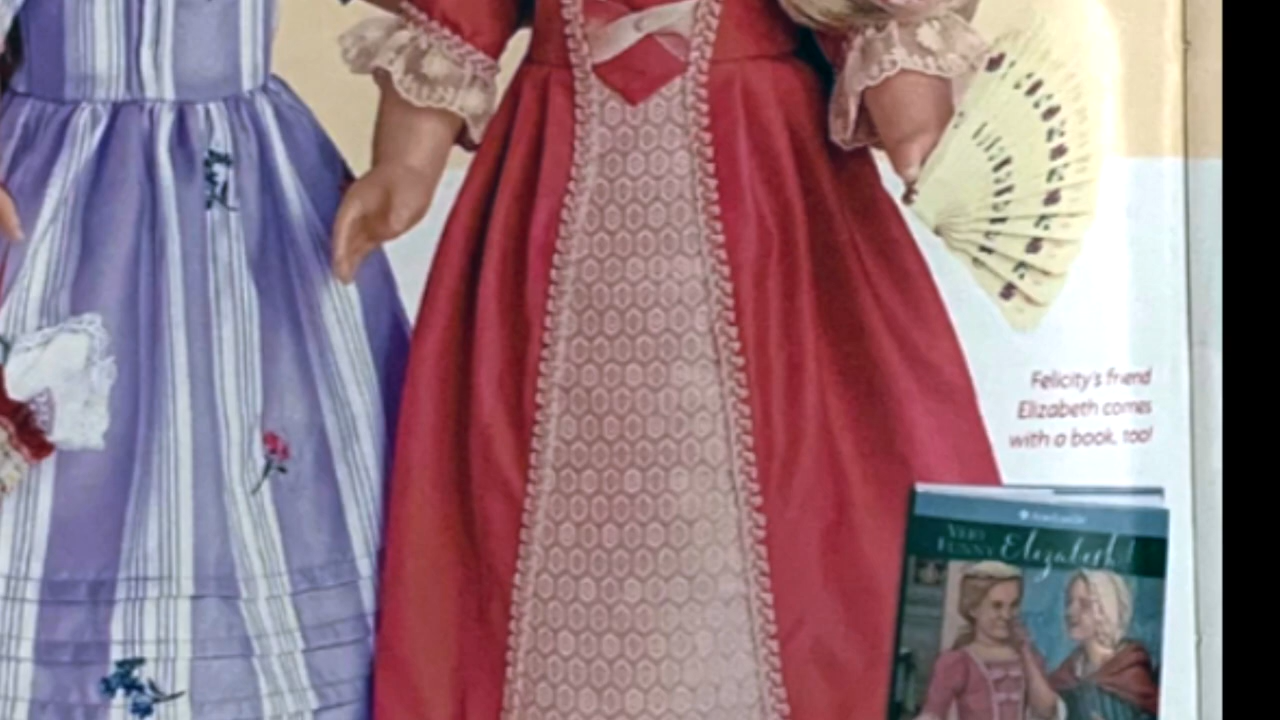 Felicity's friend
Elizabeth comes
with a book, too!
Very
Funny, Elizabeth!